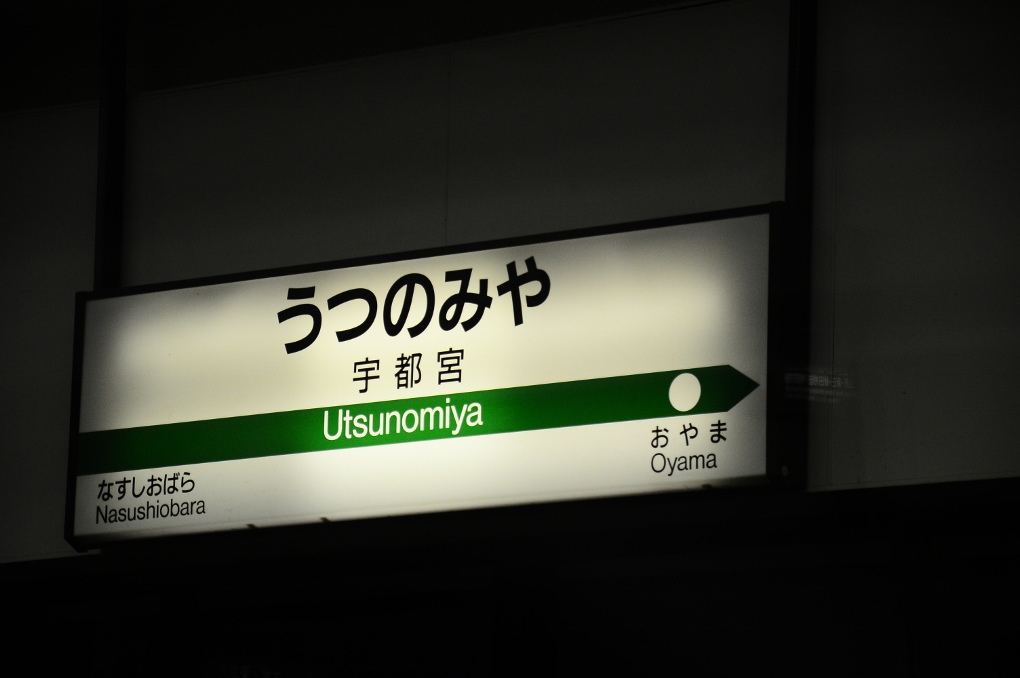 うつのみや
宇都宮
Utsunomiya
なすしおばら
Nasushiobara
おやま
Oyama